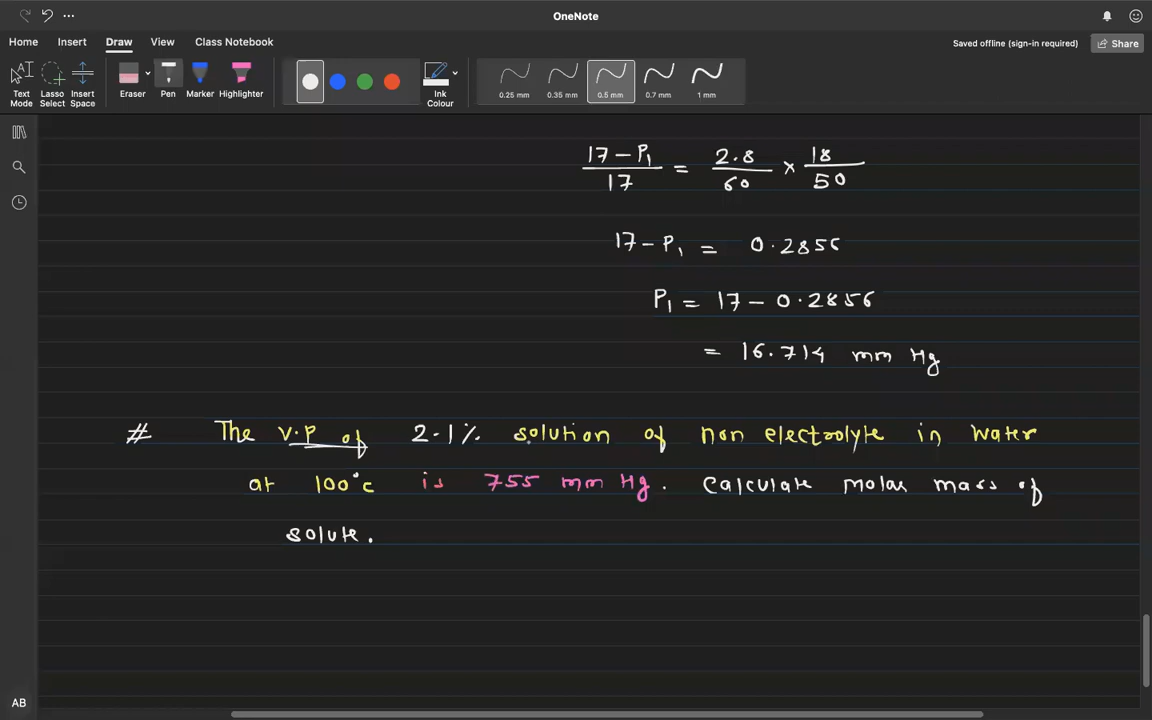 OneNote
Home Insert Draw View Class Notebook
Saved offline (sign-in required) Share
Text Mode
Lasso Select
Insert Space
Eraser
Pen
Marker
Highlighter
Ink Colour
0.25 mm 0.35 mm 0.5 mm 0.7 mm 1 mm
17 - P₁ / 17 = 2.8 / 60 × 18 / 50
17 - P₁ = 0.2856
P₁ = 17 - 0.2856
= 16.714 mm Hg
# The V.P of 2.1% solution of non electrolyte in water
at 100°C is 755 mm Hg. Calculate molar mass of
solute.
AB